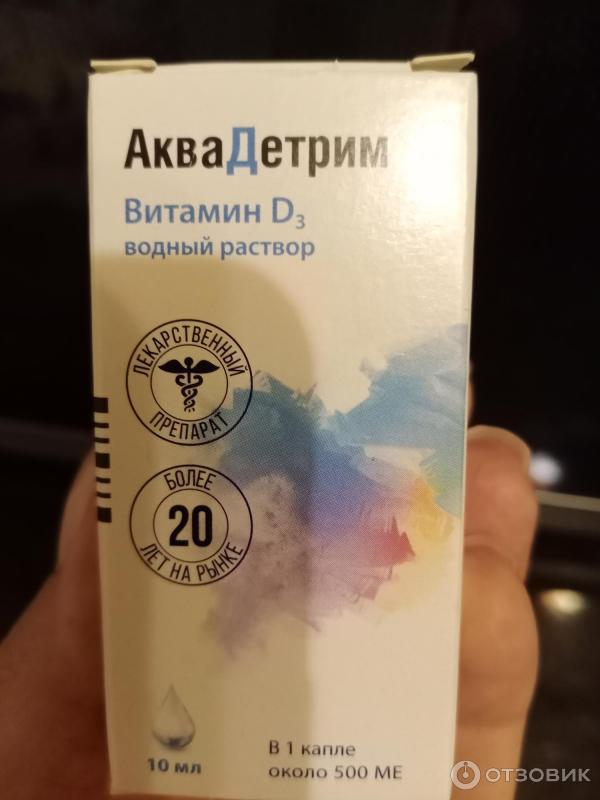 АкваДетрим
Витамин D₃
водный раствор
ЛЕКАРСТВЕННЫЙ
ПРЕПАРАТ
БОЛЕЕ
20
ЛЕТ НА РЫНКЕ
10 мл
В 1 капле
около 500 МЕ
ОТЗОВИК